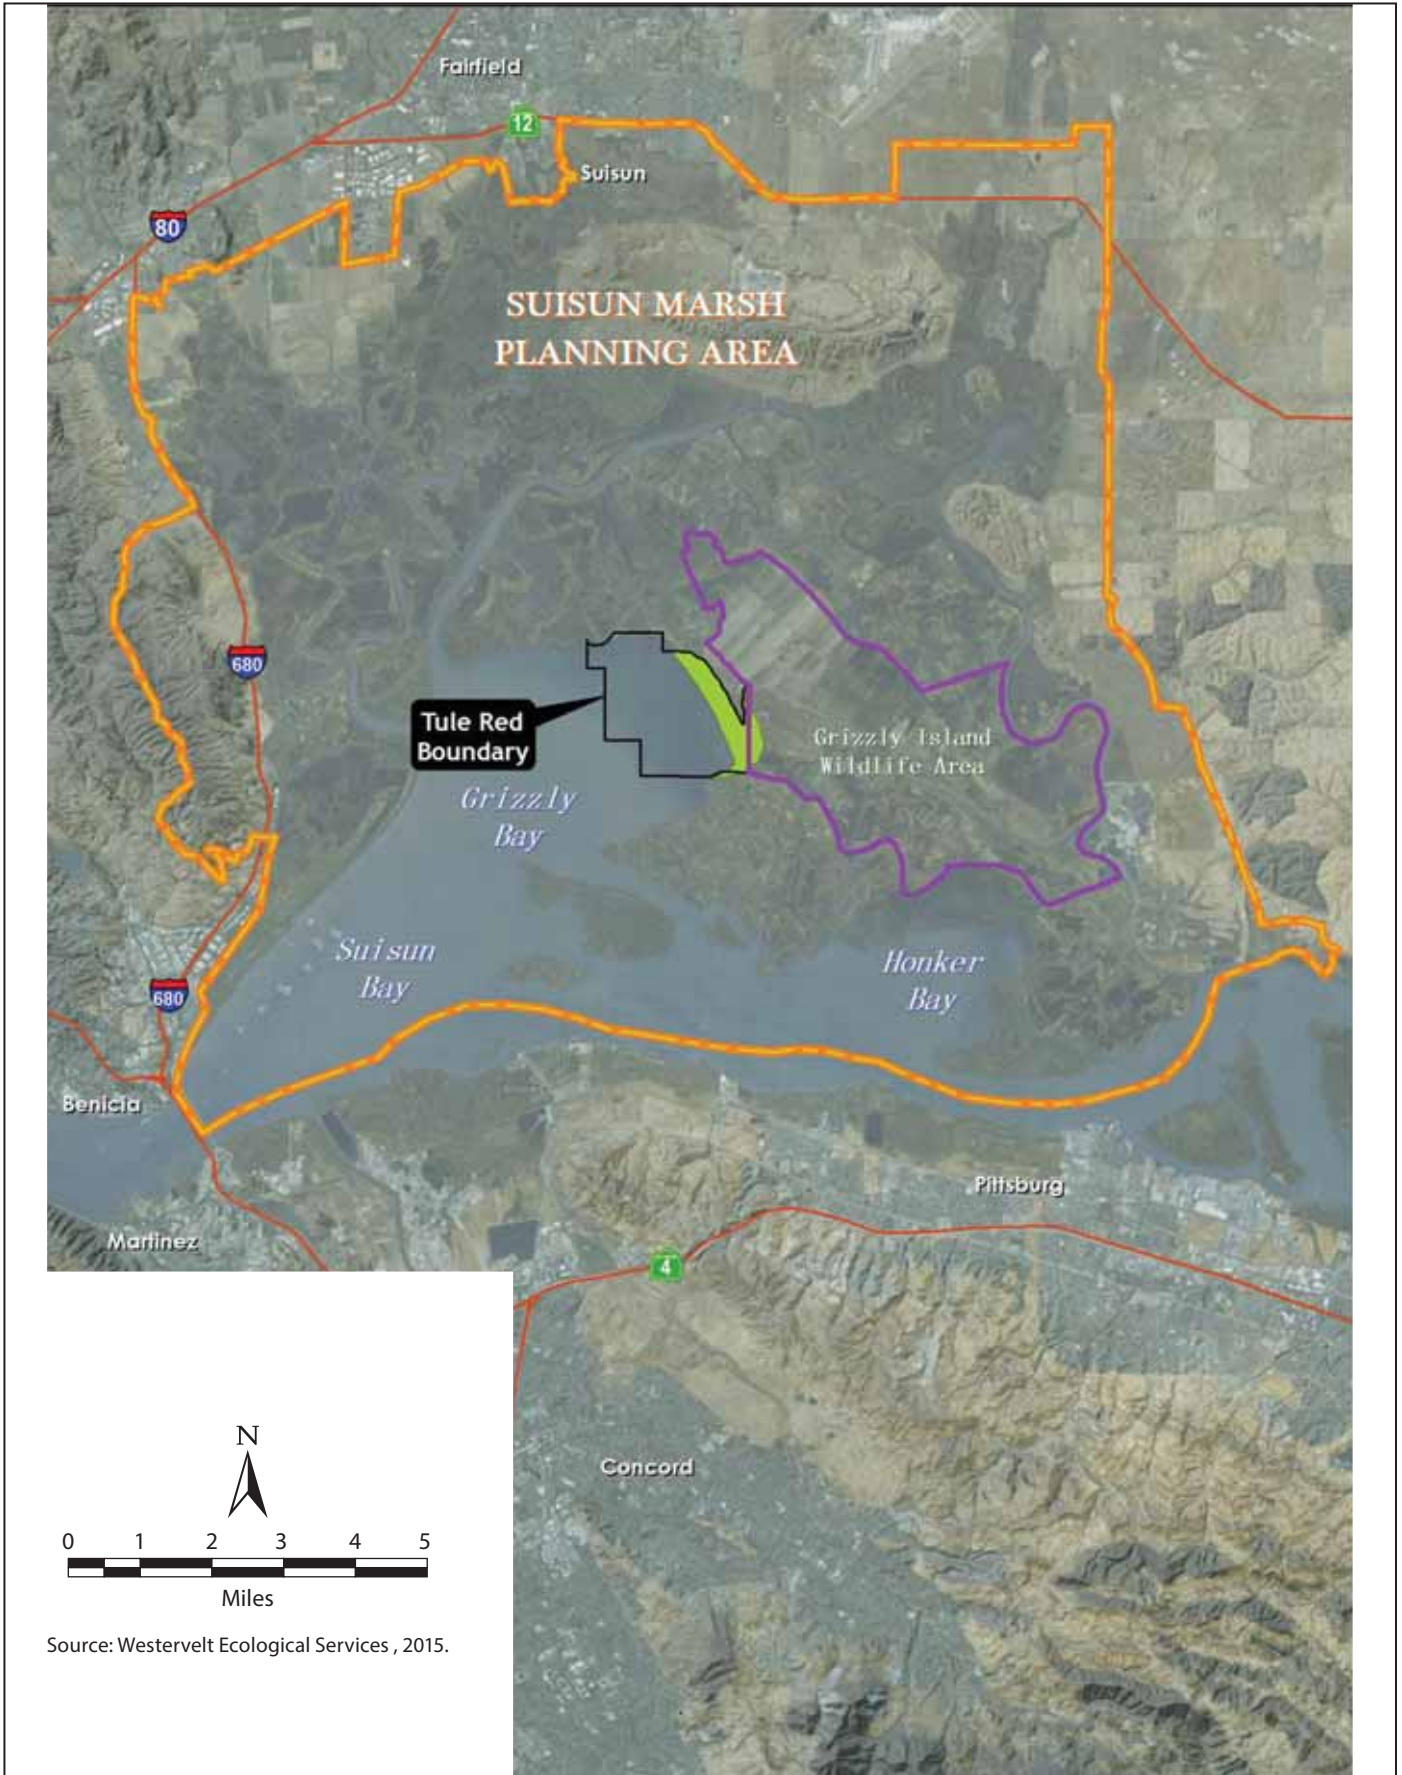 Fairfield
12
Suisun
80
SUISUN MARSH
PLANNING AREA
680
Tule Red
Boundary
Grizzly Island
Wildlife Area
Grizzly
Bay
Suisun
Bay
Honker
Bay
680
Benicia
Pittsburg
Martinez
4
N
Concord
0 1 2 3 4 5
Miles
Source: Westervelt Ecological Services , 2015.